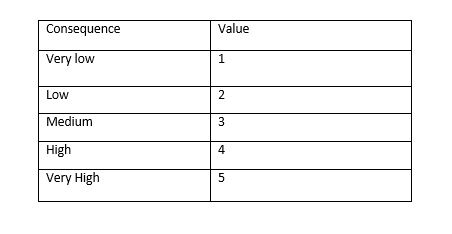 Consequence Value
Very low 1
Low 2
Medium 3
High 4
Very High 5